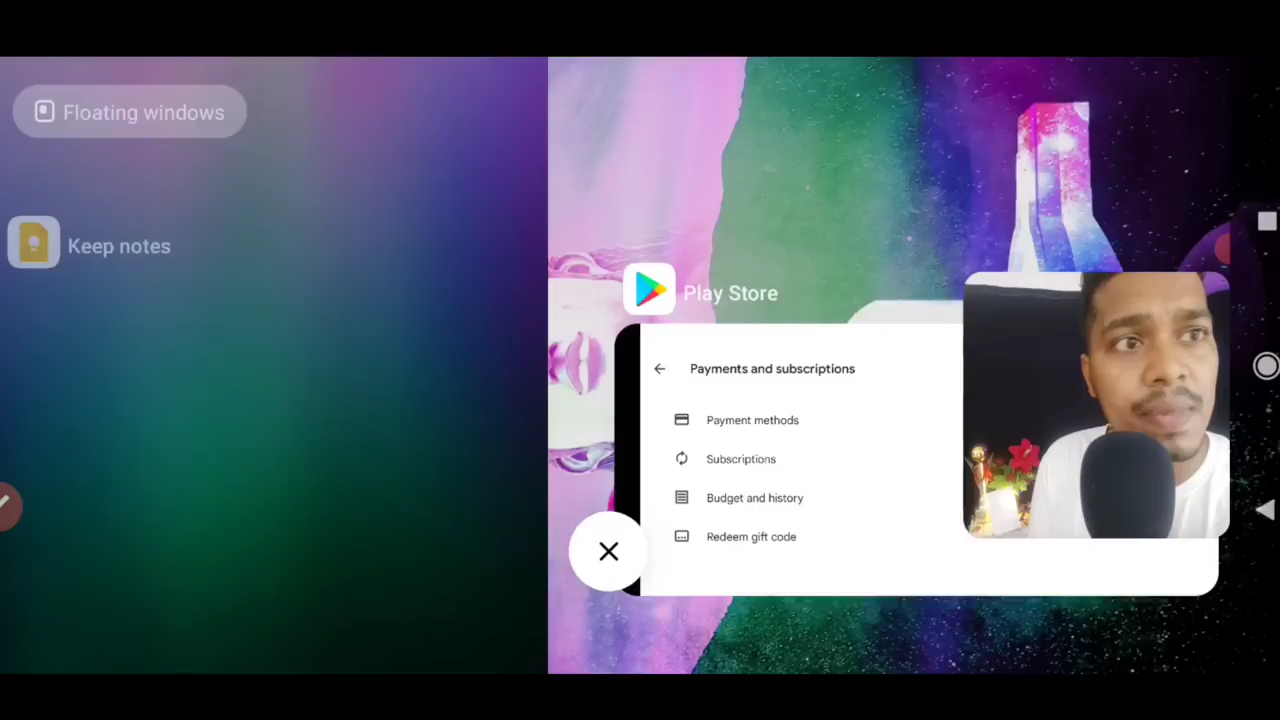 Floating windows
Keep notes
Play Store
Payments and subscriptions
Payment methods
Subscriptions
Budget and history
Redeem gift code